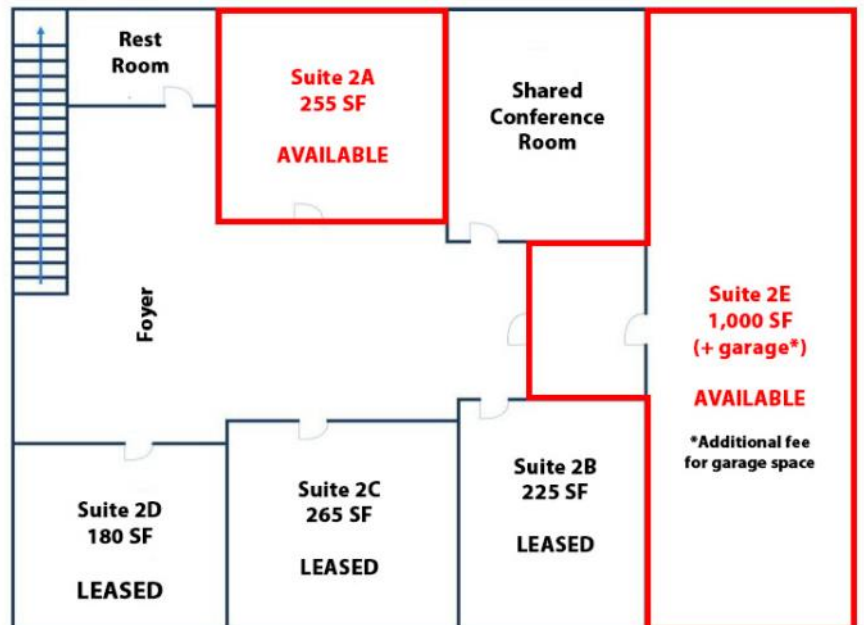 Rest
Room
Suite 2A
255 SF
AVAILABLE
Shared
Conference
Room
Foyer
Suite 2E
1,000 SF
(+ garage*)
AVAILABLE
*Additional fee
for garage space
Suite 2D
180 SF
LEASED
Suite 2C
265 SF
LEASED
Suite 2B
225 SF
LEASED